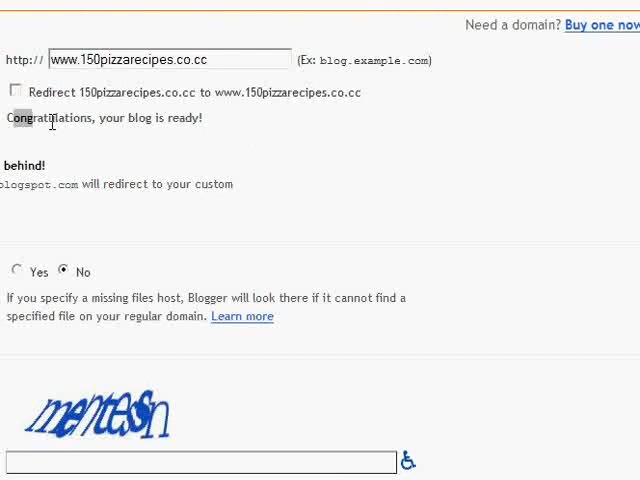 Need a domain? Buy one now
http:// www.150pizzarecipes.co.cc (Ex: blog.example.com)
Redirect 150pizzarecipes.co.cc to www.150pizzarecipes.co.cc
Congratulations, your blog is ready!
behind!
blogspot.com will redirect to your custom
Yes No
If you specify a missing files host, Blogger will look there if it cannot find a
specified file on your regular domain. Learn more